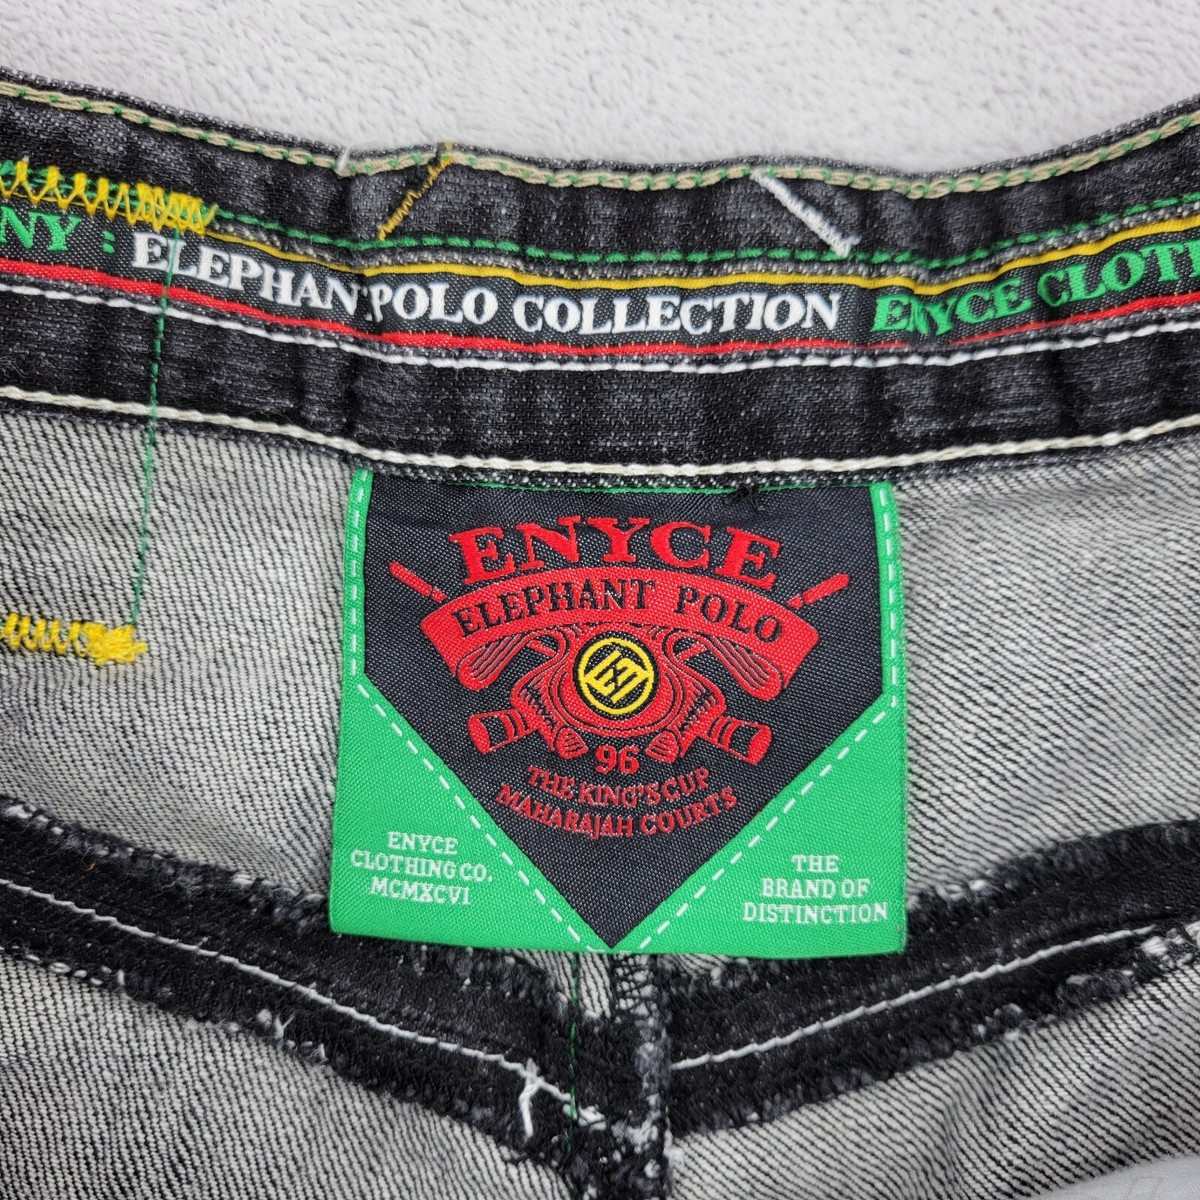 NY : ELEPHANT POLO COLLECTION ENYCE CLOTH
ENYCE
ELEPHANT POLO
96
THE KING'S CUP
MAHARAJAH COURTS
ENYCE
CLOTHING CO.
MCMXCVI
THE
BRAND OF
DISTINCTION